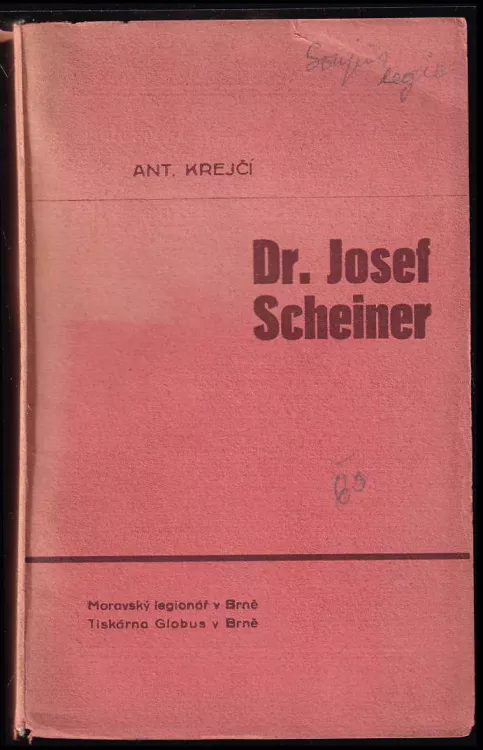 ANT. KREJČÍ
Dr. Josef
Scheiner
Moravský legionář v Brně
Tiskárna Globus v Brně